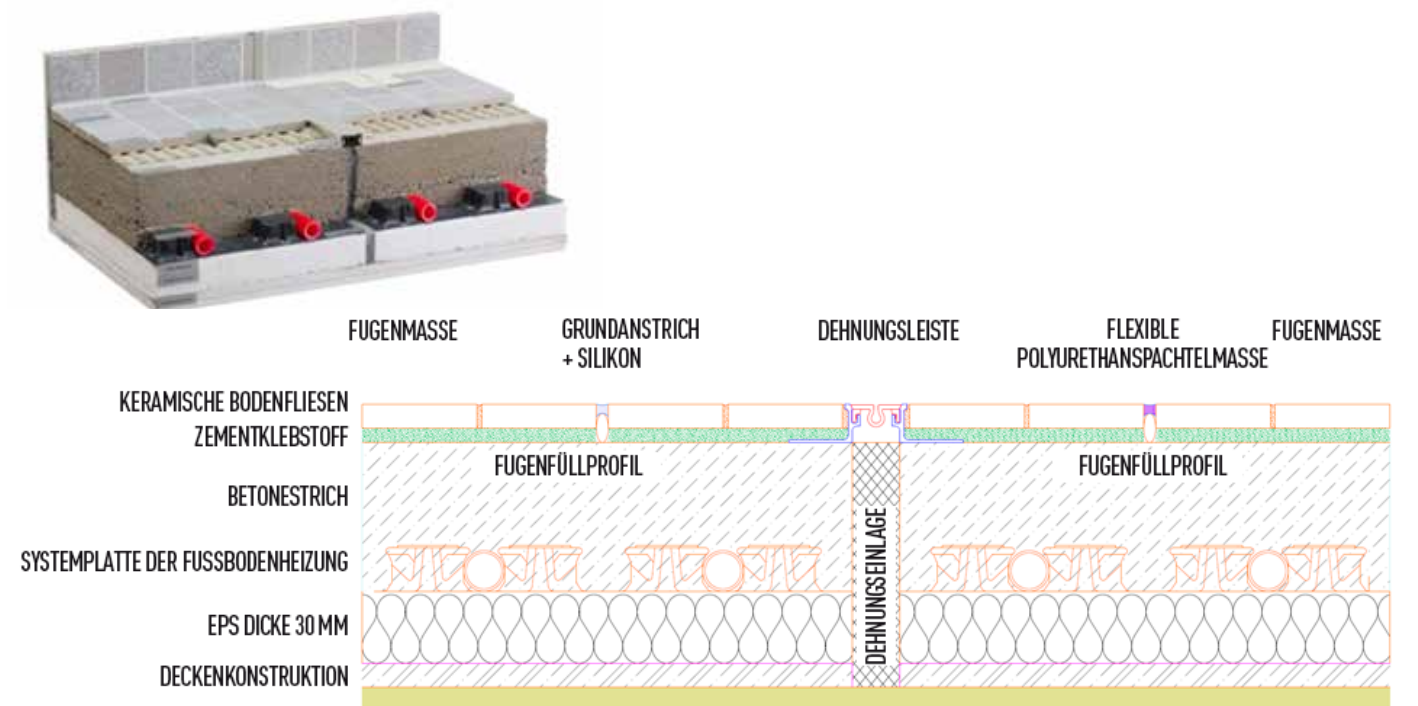 FUGENMASSE
GRUNDANSTRICH
+ SILIKON
DEHNUNGSLEISTE
FLEXIBLE
POLYURETHANSPACHTELMASSE
FUGENMASSE
KERAMISCHE BODENFLIESEN
ZEMENTKLEBSTOFF
FUGENFÜLLPROFIL
FUGENFÜLLPROFIL
BETONESTRICH
DEHNUNGSEINLAGE
SYSTEMPLATTE DER FUSSBODENHEIZUNG
EPS DICKE 30 MM
DECKENKONSTRUKTION